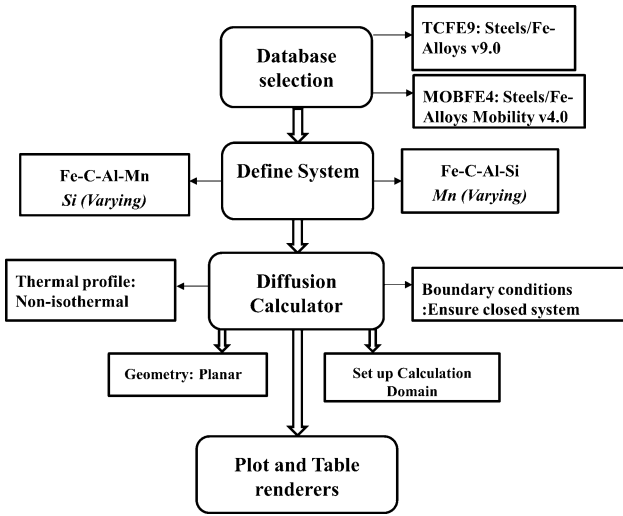 Database
selection
TCFE9: Steels/Fe-
Alloys v9.0
MOBFE4: Steels/Fe-
Alloys Mobility v4.0
Define System
Fe-C-Al-Mn
Si (Varying)
Fe-C-Al-Si
Mn (Varying)
Diffusion
Calculator
Thermal profile:
Non-isothermal
Boundary conditions
:Ensure closed system
Geometry: Planar
Set up Calculation
Domain
Plot and Table
renderers